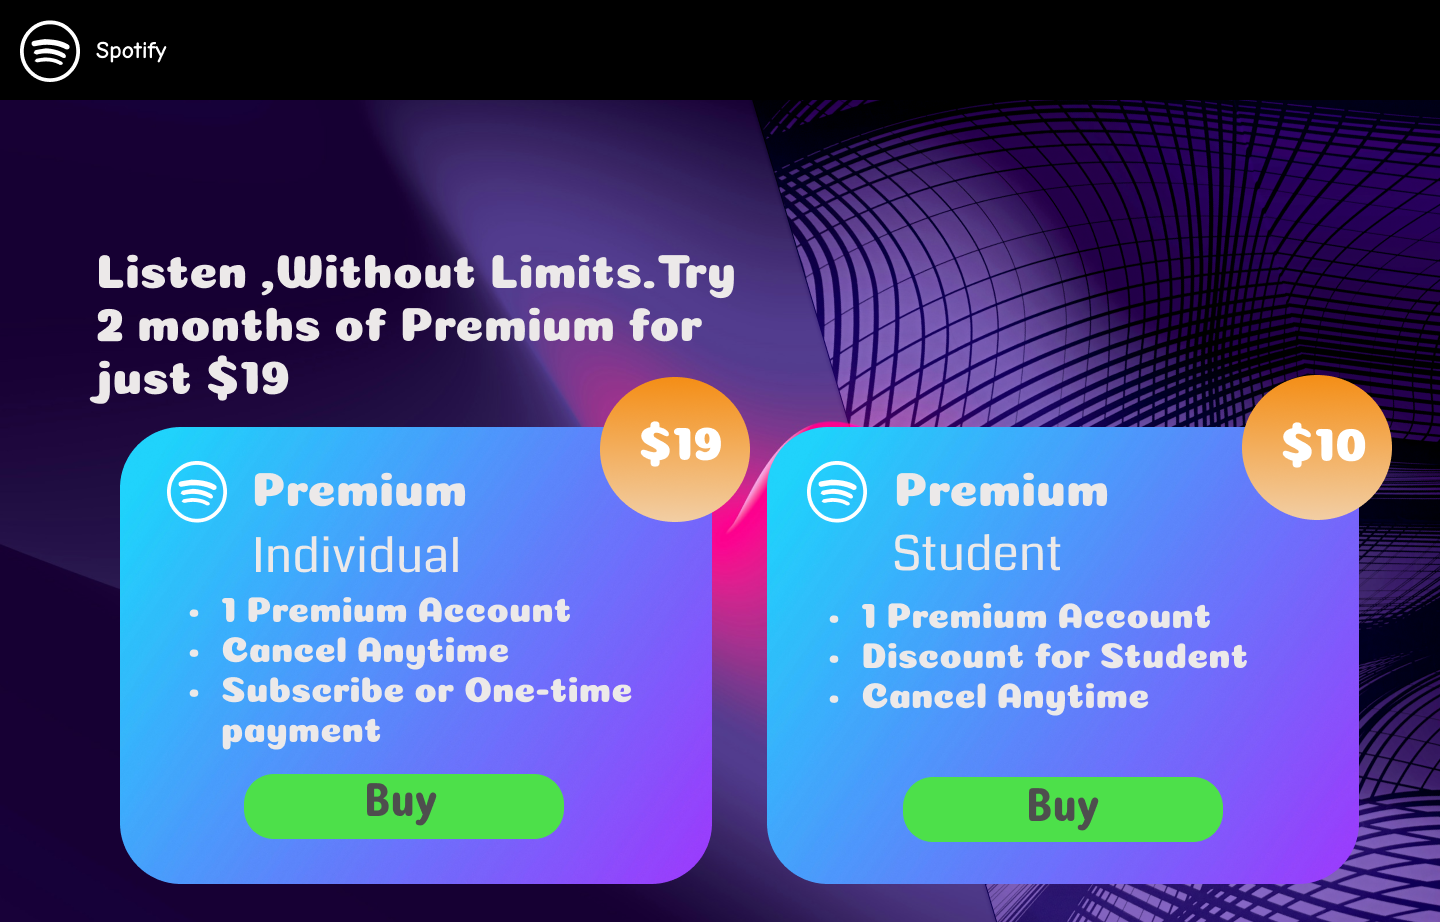 Spotify
Listen ,Without Limits.Try
2 months of Premium for
just $19
$19
Premium
Individual
• 1 Premium Account
• Cancel Anytime
• Subscribe or One-time
payment
Buy
$10
Premium
Student
• 1 Premium Account
• Discount for Student
• Cancel Anytime
Buy